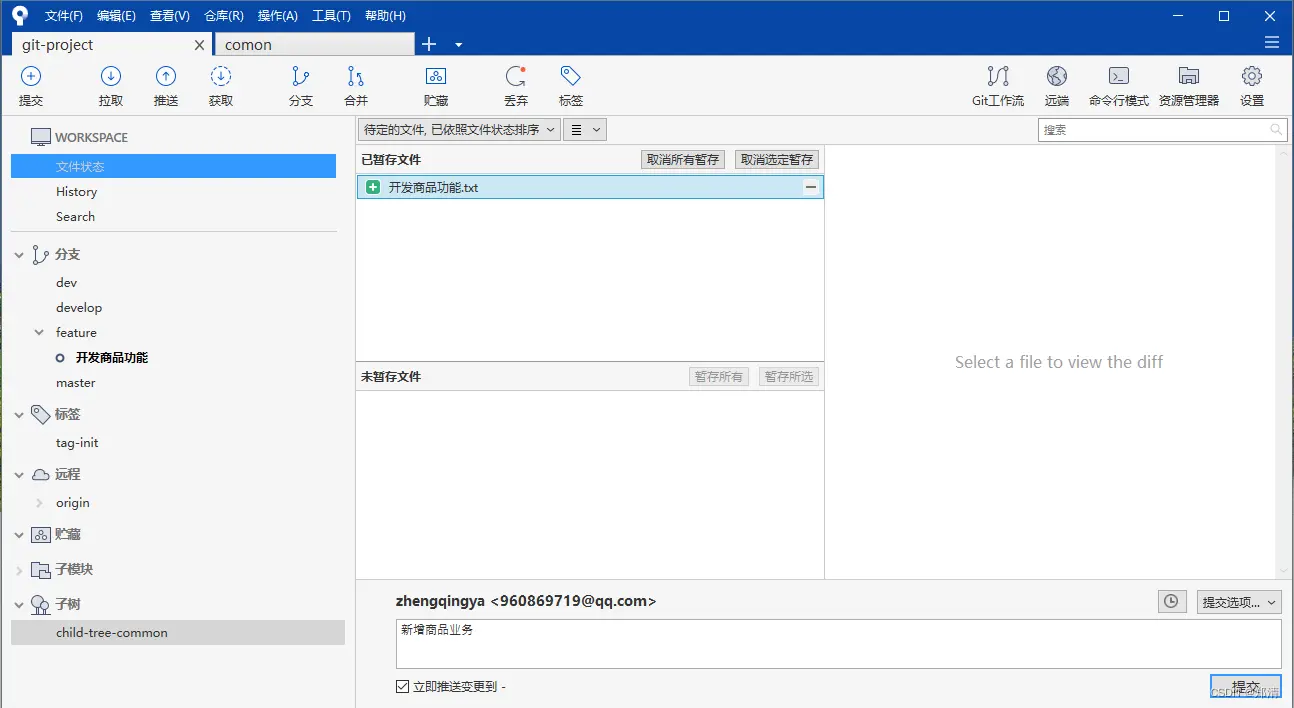 文件(F) 编辑(E) 查看(V) 仓库(R) 操作(A) 工具(T) 帮助(H)
git-project comon
提交 拉取 推送 获取 分支 合并 贮藏 丢弃 标签 Git工作流 远端 命令行模式 资源管理器 设置
WORKSPACE
文件状态
History
Search
分支
dev
develop
feature
开发商品功能
master
标签
tag-init
远程
origin
贮藏
子模块
子树
child-tree-common
待定的文件, 已依照文件状态排序
搜索
已暂存文件 取消所有暂存 取消选定暂存
开发商品功能.txt
未暂存文件 暂存所有 暂存所选
Select a file to view the diff
zhengqingya <960869719@qq.com>
提交选项...
新增商品业务
立即推送变更到 -
提交
CSDN @郑清